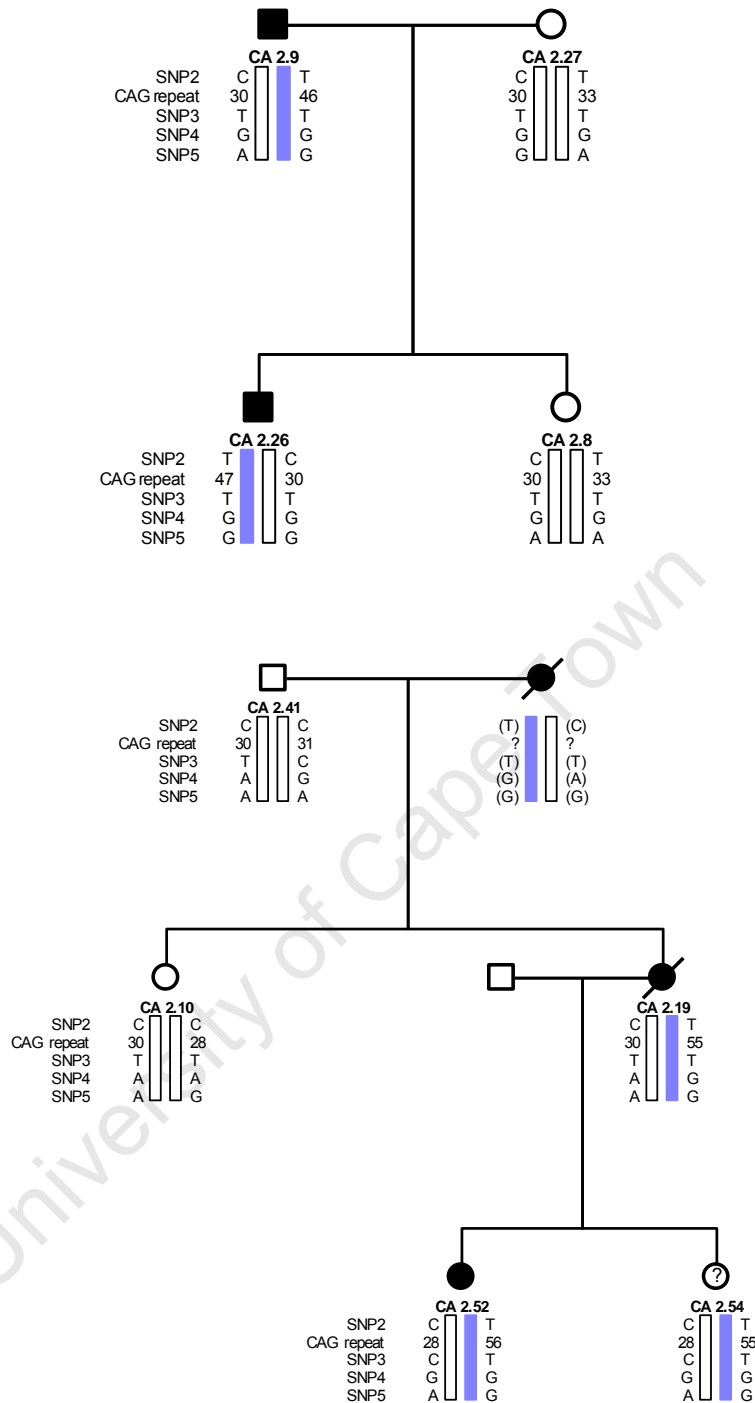 CA 2.9 CA 2.27
SNP2 C T C T
CAG repeat 30 46 30 33
SNP3 T T T T
SNP4 G G G G
SNP5 A G G A
CA 2.26 CA 2.8
SNP2 T C C T
CAG repeat 47 30 30 33
SNP3 T T T T
SNP4 G G G G
SNP5 G G A A
CA 2.41
SNP2 C C (T) (C)
CAG repeat 30 31 ? ?
SNP3 T C (T) (T)
SNP4 A G (G) (A)
SNP5 A A (G) (G)
CA 2.10 CA 2.19
SNP2 C C C T
CAG repeat 30 28 30 55
SNP3 T T T T
SNP4 A A A G
SNP5 A G A G
?
CA 2.52 CA 2.54
SNP2 C T C T
CAG repeat 28 56 28 55
SNP3 C T C T
SNP4 G G G G
SNP5 A G A G
University of Cape Town